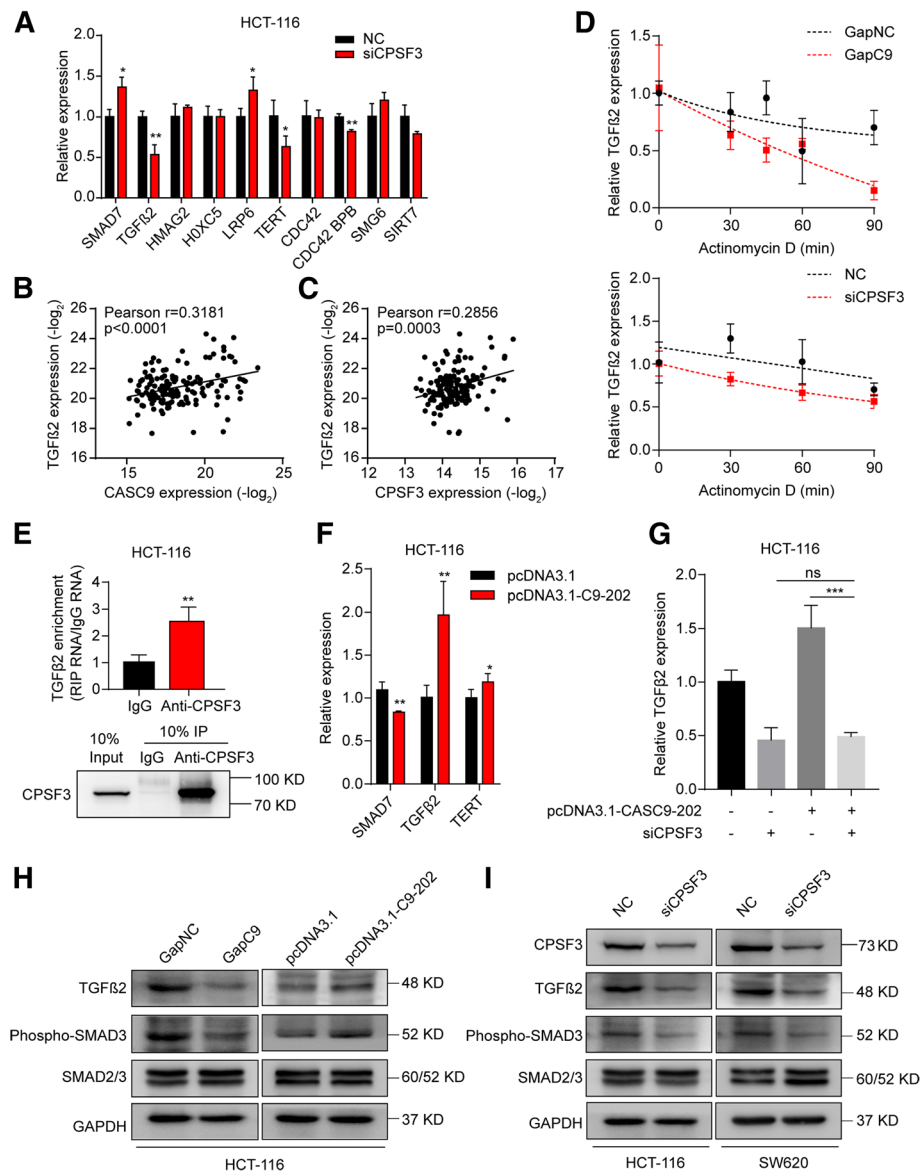 A
HCT-116
NC
siCPSF3
Relative expression
2.0
1.5
1.0
0.5
0.0
* ** * * **
SMAD7 TGFß2 HMAG2 H0XC5 LRP6 TERT CDC42 CDC42 BPB SMG6 SIRT7
B
Pearson r=0.3181
p<0.0001
TGFß2 expression (-log2)
26
24
22
20
18
16
15 20 25
CASC9 expression (-log2)
C
Pearson r=0.2856
p=0.0003
TGFß2 expression (-log2)
26
24
22
20
18
16
12 13 14 15 16 17
CPSF3 expression (-log2)
D
GapNC
GapC9
Relative TGFß2 expression
1.5
1.0
0.5
0.0
0 30 60 90
Actinomycin D (min)
NC
siCPSF3
Relative TGFß2 expression
2.0
1.5
1.0
0.5
0.0
0 30 60 90
Actinomycin D (min)
E
HCT-116
TGFβ2 enrichment
(RIP RNA/IgG RNA)
4
3
2
1
0
**
IgG Anti-CPSF3
10% Input
10% IP
IgG Anti-CPSF3
CPSF3
100 KD
70 KD
F
HCT-116
pcDNA3.1
pcDNA3.1-C9-202
Relative expression
2.5
2.0
1.5
1.0
0.5
0.0
** ** *
SMAD7 TGFβ2 TERT
G
HCT-116
Relative TGFβ2 expression
2.0
1.5
1.0
0.5
0.0
ns
***
pcDNA3.1-CASC9-202 - - + +
siCPSF3 - + - +
H
GapNC GapC9 pcDNA3.1 pcDNA3.1-C9-202
TGFß2 48 KD
Phospho-SMAD3 52 KD
SMAD2/3 60/52 KD
GAPDH 37 KD
HCT-116
I
NC siCPSF3 NC siCPSF3
CPSF3 73 KD
TGFß2 48 KD
Phospho-SMAD3 52 KD
SMAD2/3 60/52 KD
GAPDH 37 KD
HCT-116 SW620